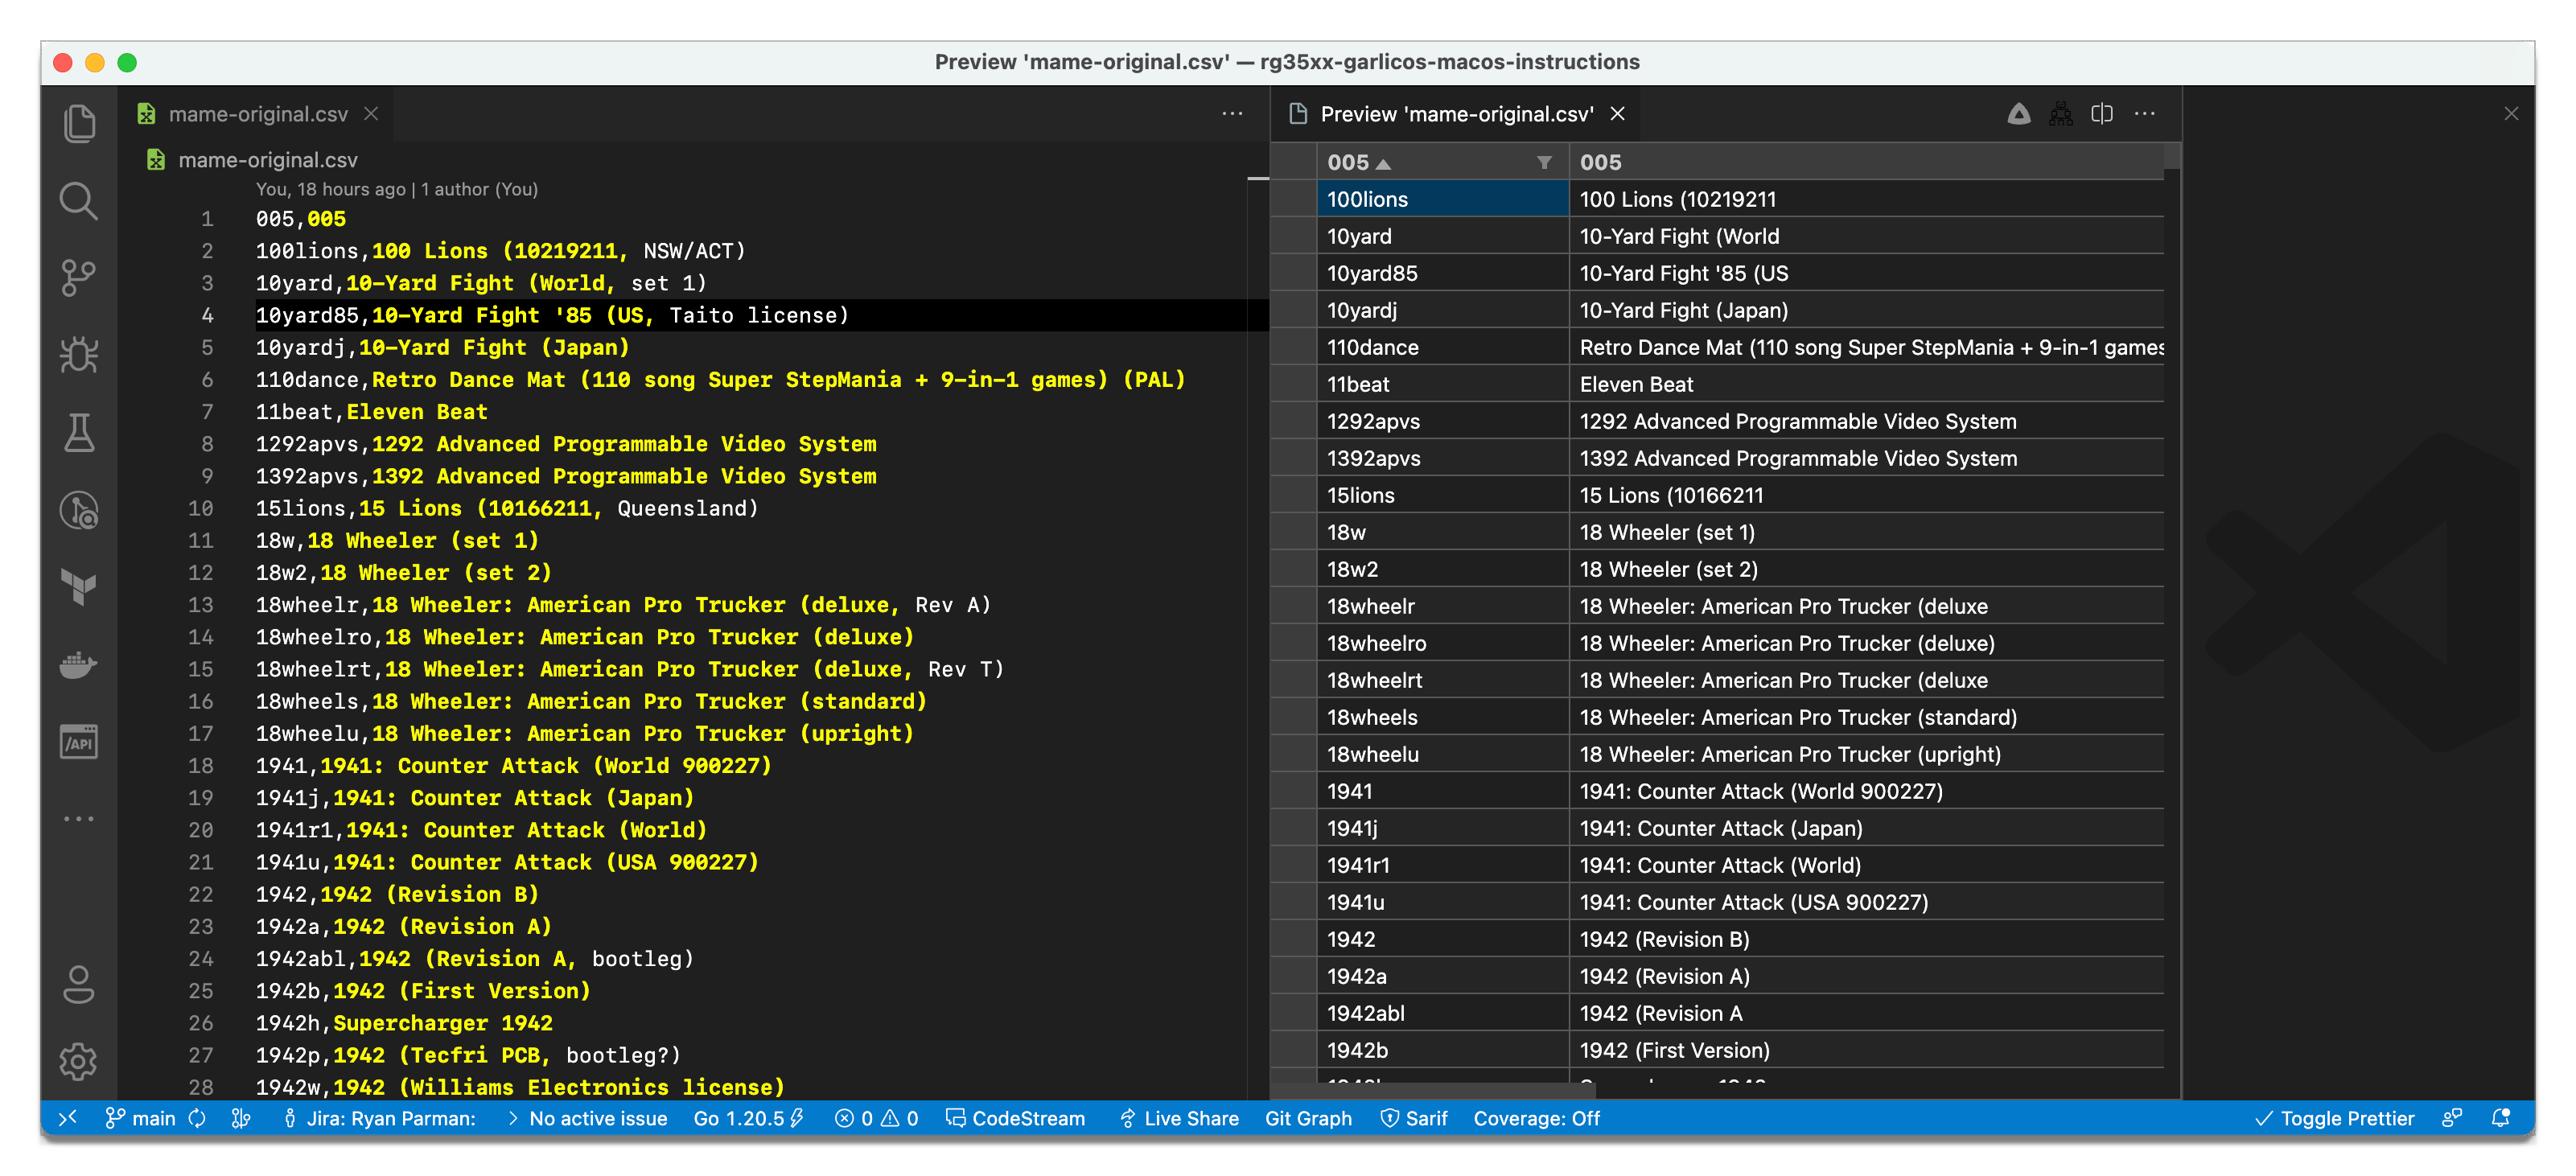 Preview 'mame-original.csv' — rg35xx-garlicos-macos-instructions
mame-original.csv
mame-original.csv
You, 18 hours ago | 1 author (You)
1 005,005
2 100lions,100 Lions (10219211, NSW/ACT)
3 10yard,10-Yard Fight (World, set 1)
4 10yard85,10-Yard Fight '85 (US, Taito license)
5 10yardj,10-Yard Fight (Japan)
6 110dance,Retro Dance Mat (110 song Super StepMania + 9-in-1 games) (PAL)
7 11beat,Eleven Beat
8 1292apvs,1292 Advanced Programmable Video System
9 1392apvs,1392 Advanced Programmable Video System
10 15lions,15 Lions (10166211, Queensland)
11 18w,18 Wheeler (set 1)
12 18w2,18 Wheeler (set 2)
13 18wheelr,18 Wheeler: American Pro Trucker (deluxe, Rev A)
14 18wheelro,18 Wheeler: American Pro Trucker (deluxe)
15 18wheelrt,18 Wheeler: American Pro Trucker (deluxe, Rev T)
16 18wheels,18 Wheeler: American Pro Trucker (standard)
17 18wheelu,18 Wheeler: American Pro Trucker (upright)
18 1941,1941: Counter Attack (World 900227)
19 1941j,1941: Counter Attack (Japan)
20 1941r1,1941: Counter Attack (World)
21 1941u,1941: Counter Attack (USA 900227)
22 1942,1942 (Revision B)
23 1942a,1942 (Revision A)
24 1942abl,1942 (Revision A, bootleg)
25 1942b,1942 (First Version)
26 1942h,Supercharger 1942
27 1942p,1942 (Tecfri PCB, bootleg?)
28 1942w,1942 (Williams Electronics license)
/API
Preview 'mame-original.csv'
005 005
100lions 100 Lions (10219211
10yard 10-Yard Fight (World
10yard85 10-Yard Fight '85 (US
10yardj 10-Yard Fight (Japan)
110dance Retro Dance Mat (110 song Super StepMania + 9-in-1 games
11beat Eleven Beat
1292apvs 1292 Advanced Programmable Video System
1392apvs 1392 Advanced Programmable Video System
15lions 15 Lions (10166211
18w 18 Wheeler (set 1)
18w2 18 Wheeler (set 2)
18wheelr 18 Wheeler: American Pro Trucker (deluxe
18wheelro 18 Wheeler: American Pro Trucker (deluxe)
18wheelrt 18 Wheeler: American Pro Trucker (deluxe
18wheels 18 Wheeler: American Pro Trucker (standard)
18wheelu 18 Wheeler: American Pro Trucker (upright)
1941 1941: Counter Attack (World 900227)
1941j 1941: Counter Attack (Japan)
1941r1 1941: Counter Attack (World)
1941u 1941: Counter Attack (USA 900227)
1942 1942 (Revision B)
1942a 1942 (Revision A)
1942abl 1942 (Revision A
1942b 1942 (First Version)
main Jira: Ryan Parman: > No active issue Go 1.20.5 0 0 CodeStream Live Share Git Graph Sarif Coverage: Off Toggle Prettier